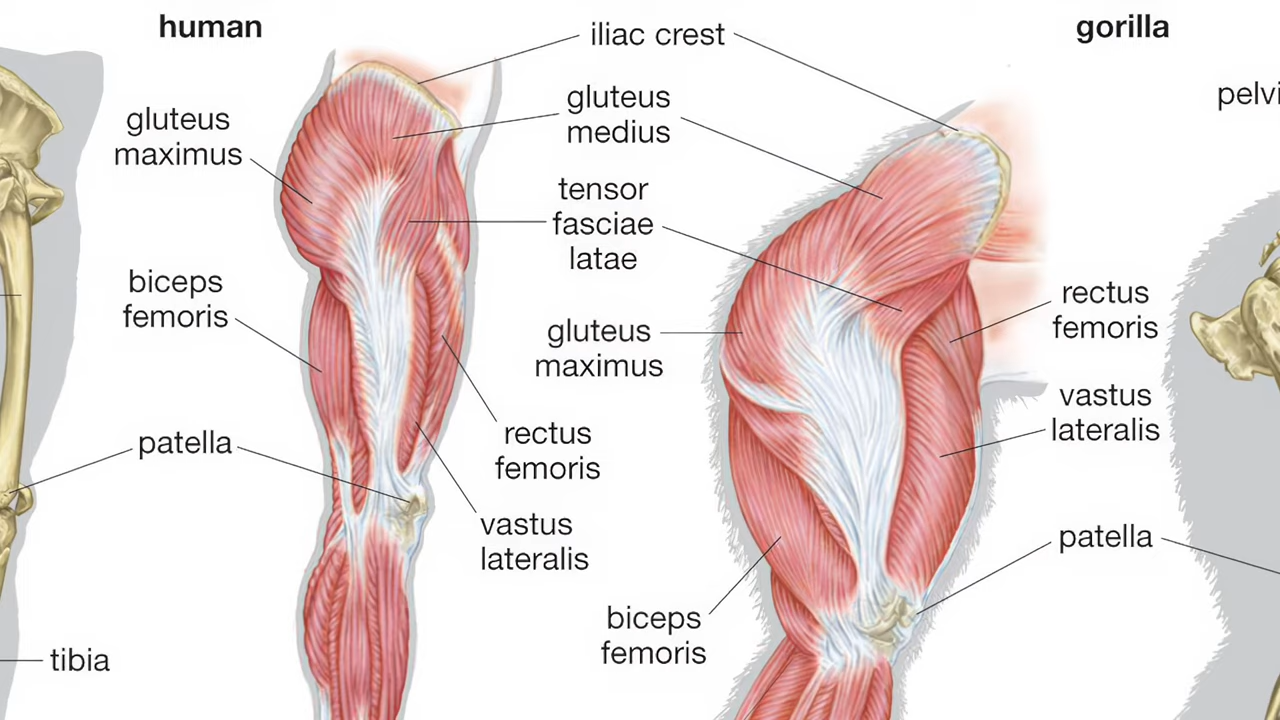 human
gorilla
iliac crest
gluteus
maximus
gluteus
medius
tensor
fasciae
latae
biceps
femoris
gluteus
maximus
rectus
femoris
patella
rectus
femoris
vastus
lateralis
vastus
lateralis
patella
biceps
femoris
tibia
pelvi